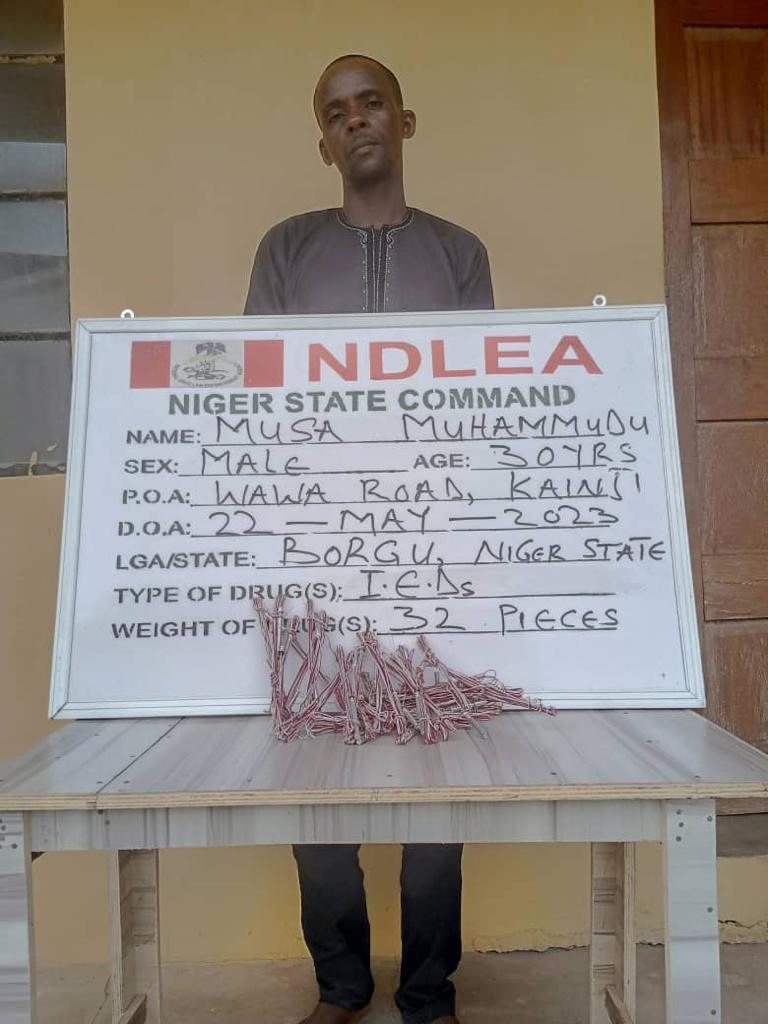 NDLEA
NIGER STATE COMMAND
NAME: MUSA MUHAMMUDU
SEX: MALE AGE: 30YRS
P.O.A: WAWA ROAD, KAINJI
D.O.A: 22 — MAY — 2023
LGA/STATE: BORGU, NIGER STATE
TYPE OF DRUG(S): I.E.Ds
WEIGHT OF DRUG(S): 32 PIECES